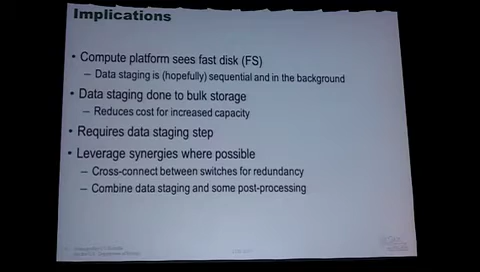 Implications
• Compute platform sees fast disk (FS)
– Data staging is (hopefully) sequential and in the background
• Data staging done to bulk storage
– Reduces cost for increased capacity
• Requires data staging step
• Leverage synergies where possible
– Cross-connect between switches for redundancy
– Combine data staging and some post-processing